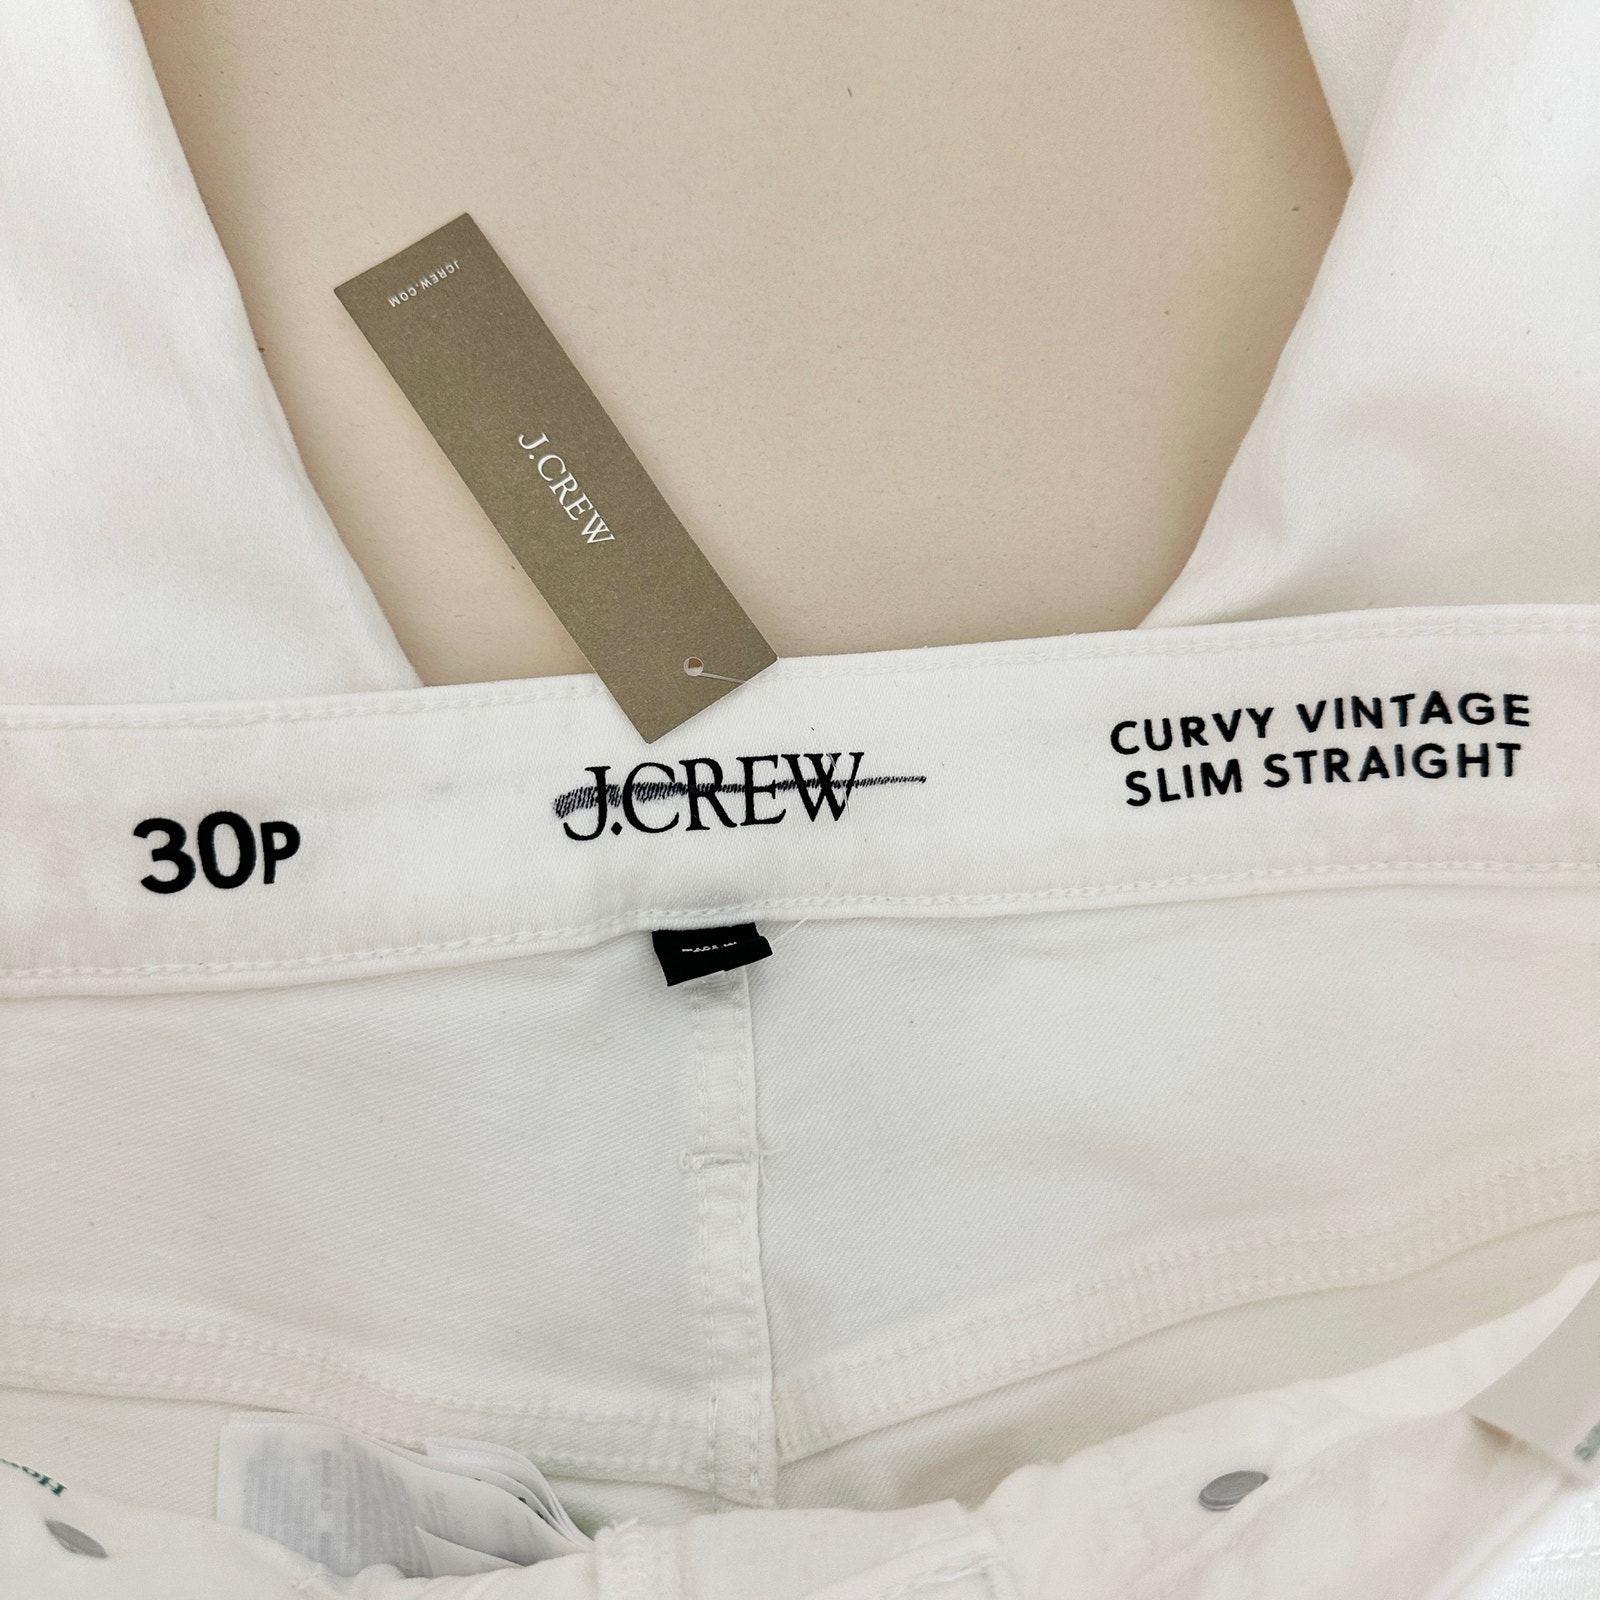 JCREW.COM
J.CREW
30P
J.CREW
CURVY VINTAGE
SLIM STRAIGHT